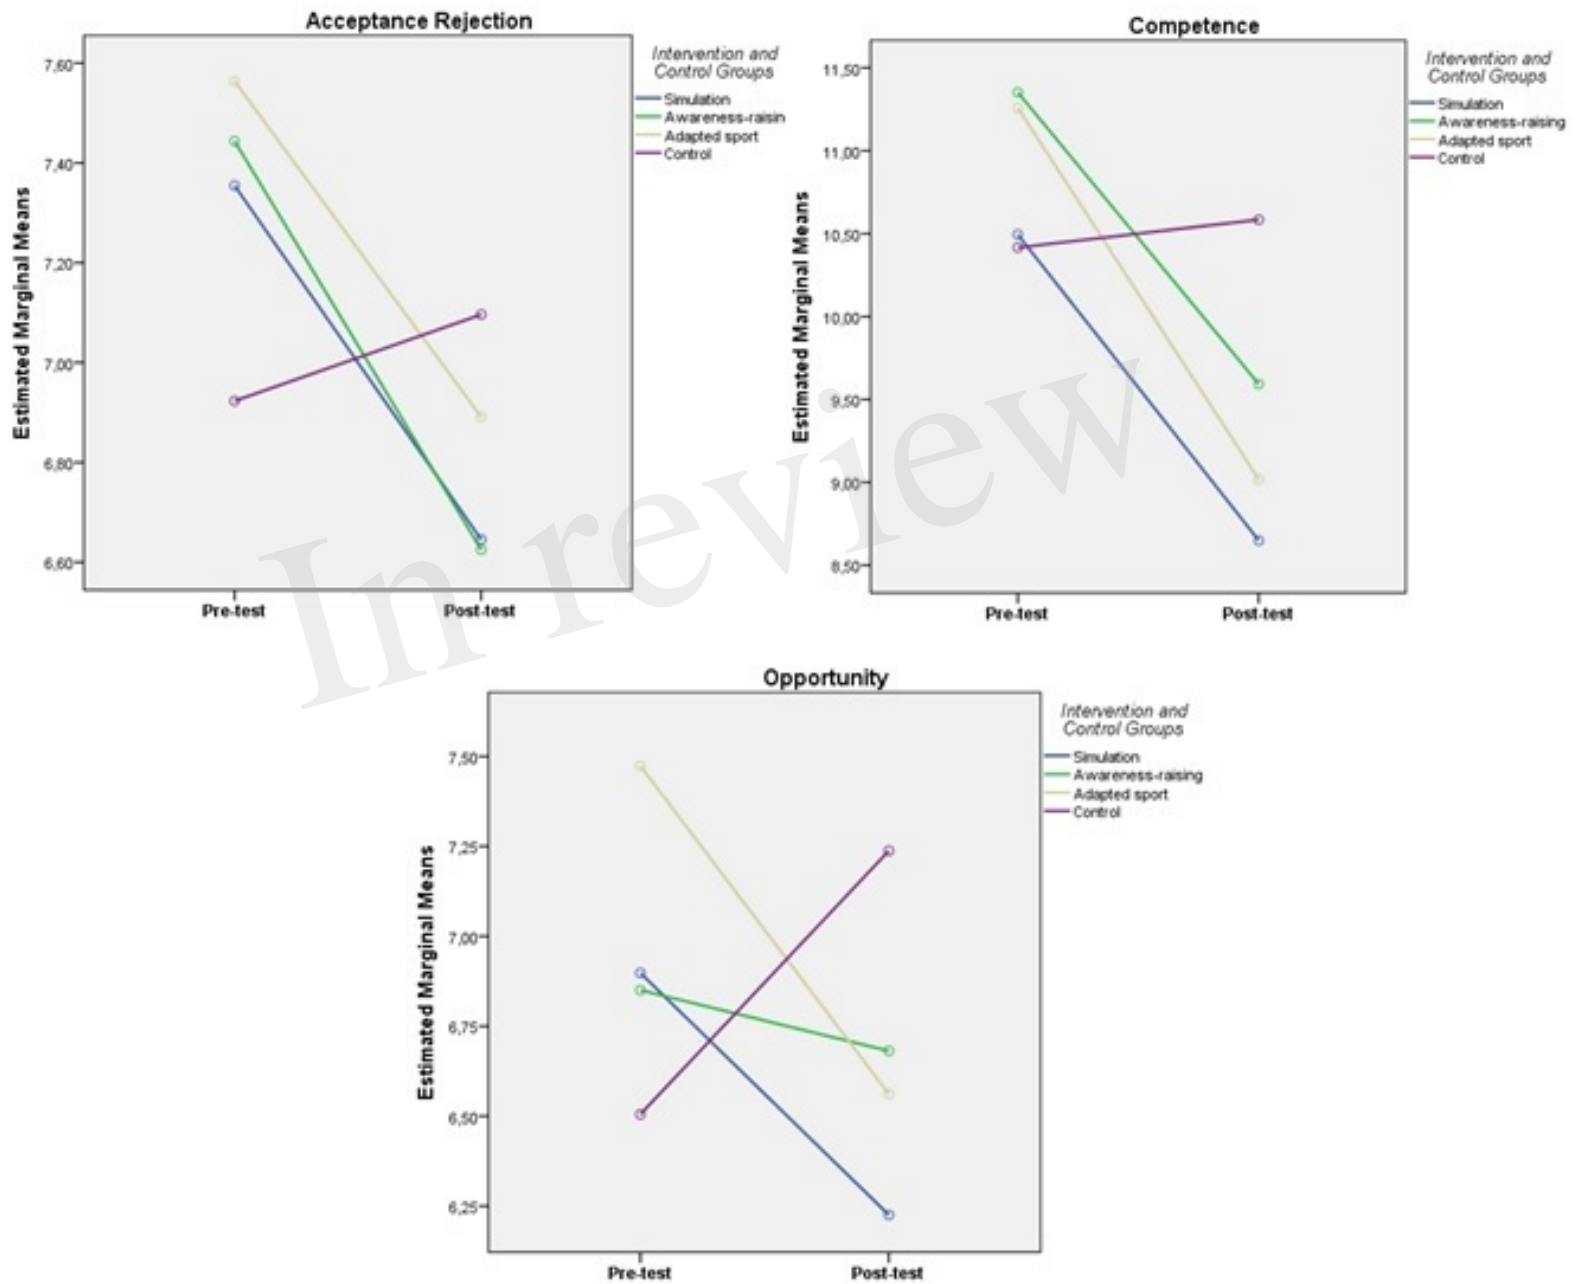 Acceptance Rejection
Intervention and
Control Groups
Simulation
Awareness-raisin
Adapted sport
Control
Estimated Marginal Means
7,60
7,40
7,20
7,00
6,80
6,60
Pre-test
Post-test
Competence
Intervention and
Control Groups
Simulation
Awareness-raising
Adapted sport
Control
Estimated Marginal Means
11,50
11,00
10,50
10,00
9,50
9,00
8,50
Pre-test
Post-test
In review
Opportunity
Intervention and
Control Groups
Simulation
Awareness-raising
Adapted sport
Control
Estimated Marginal Means
7,50
7,25
7,00
6,75
6,50
6,25
Pre-test
Post-test